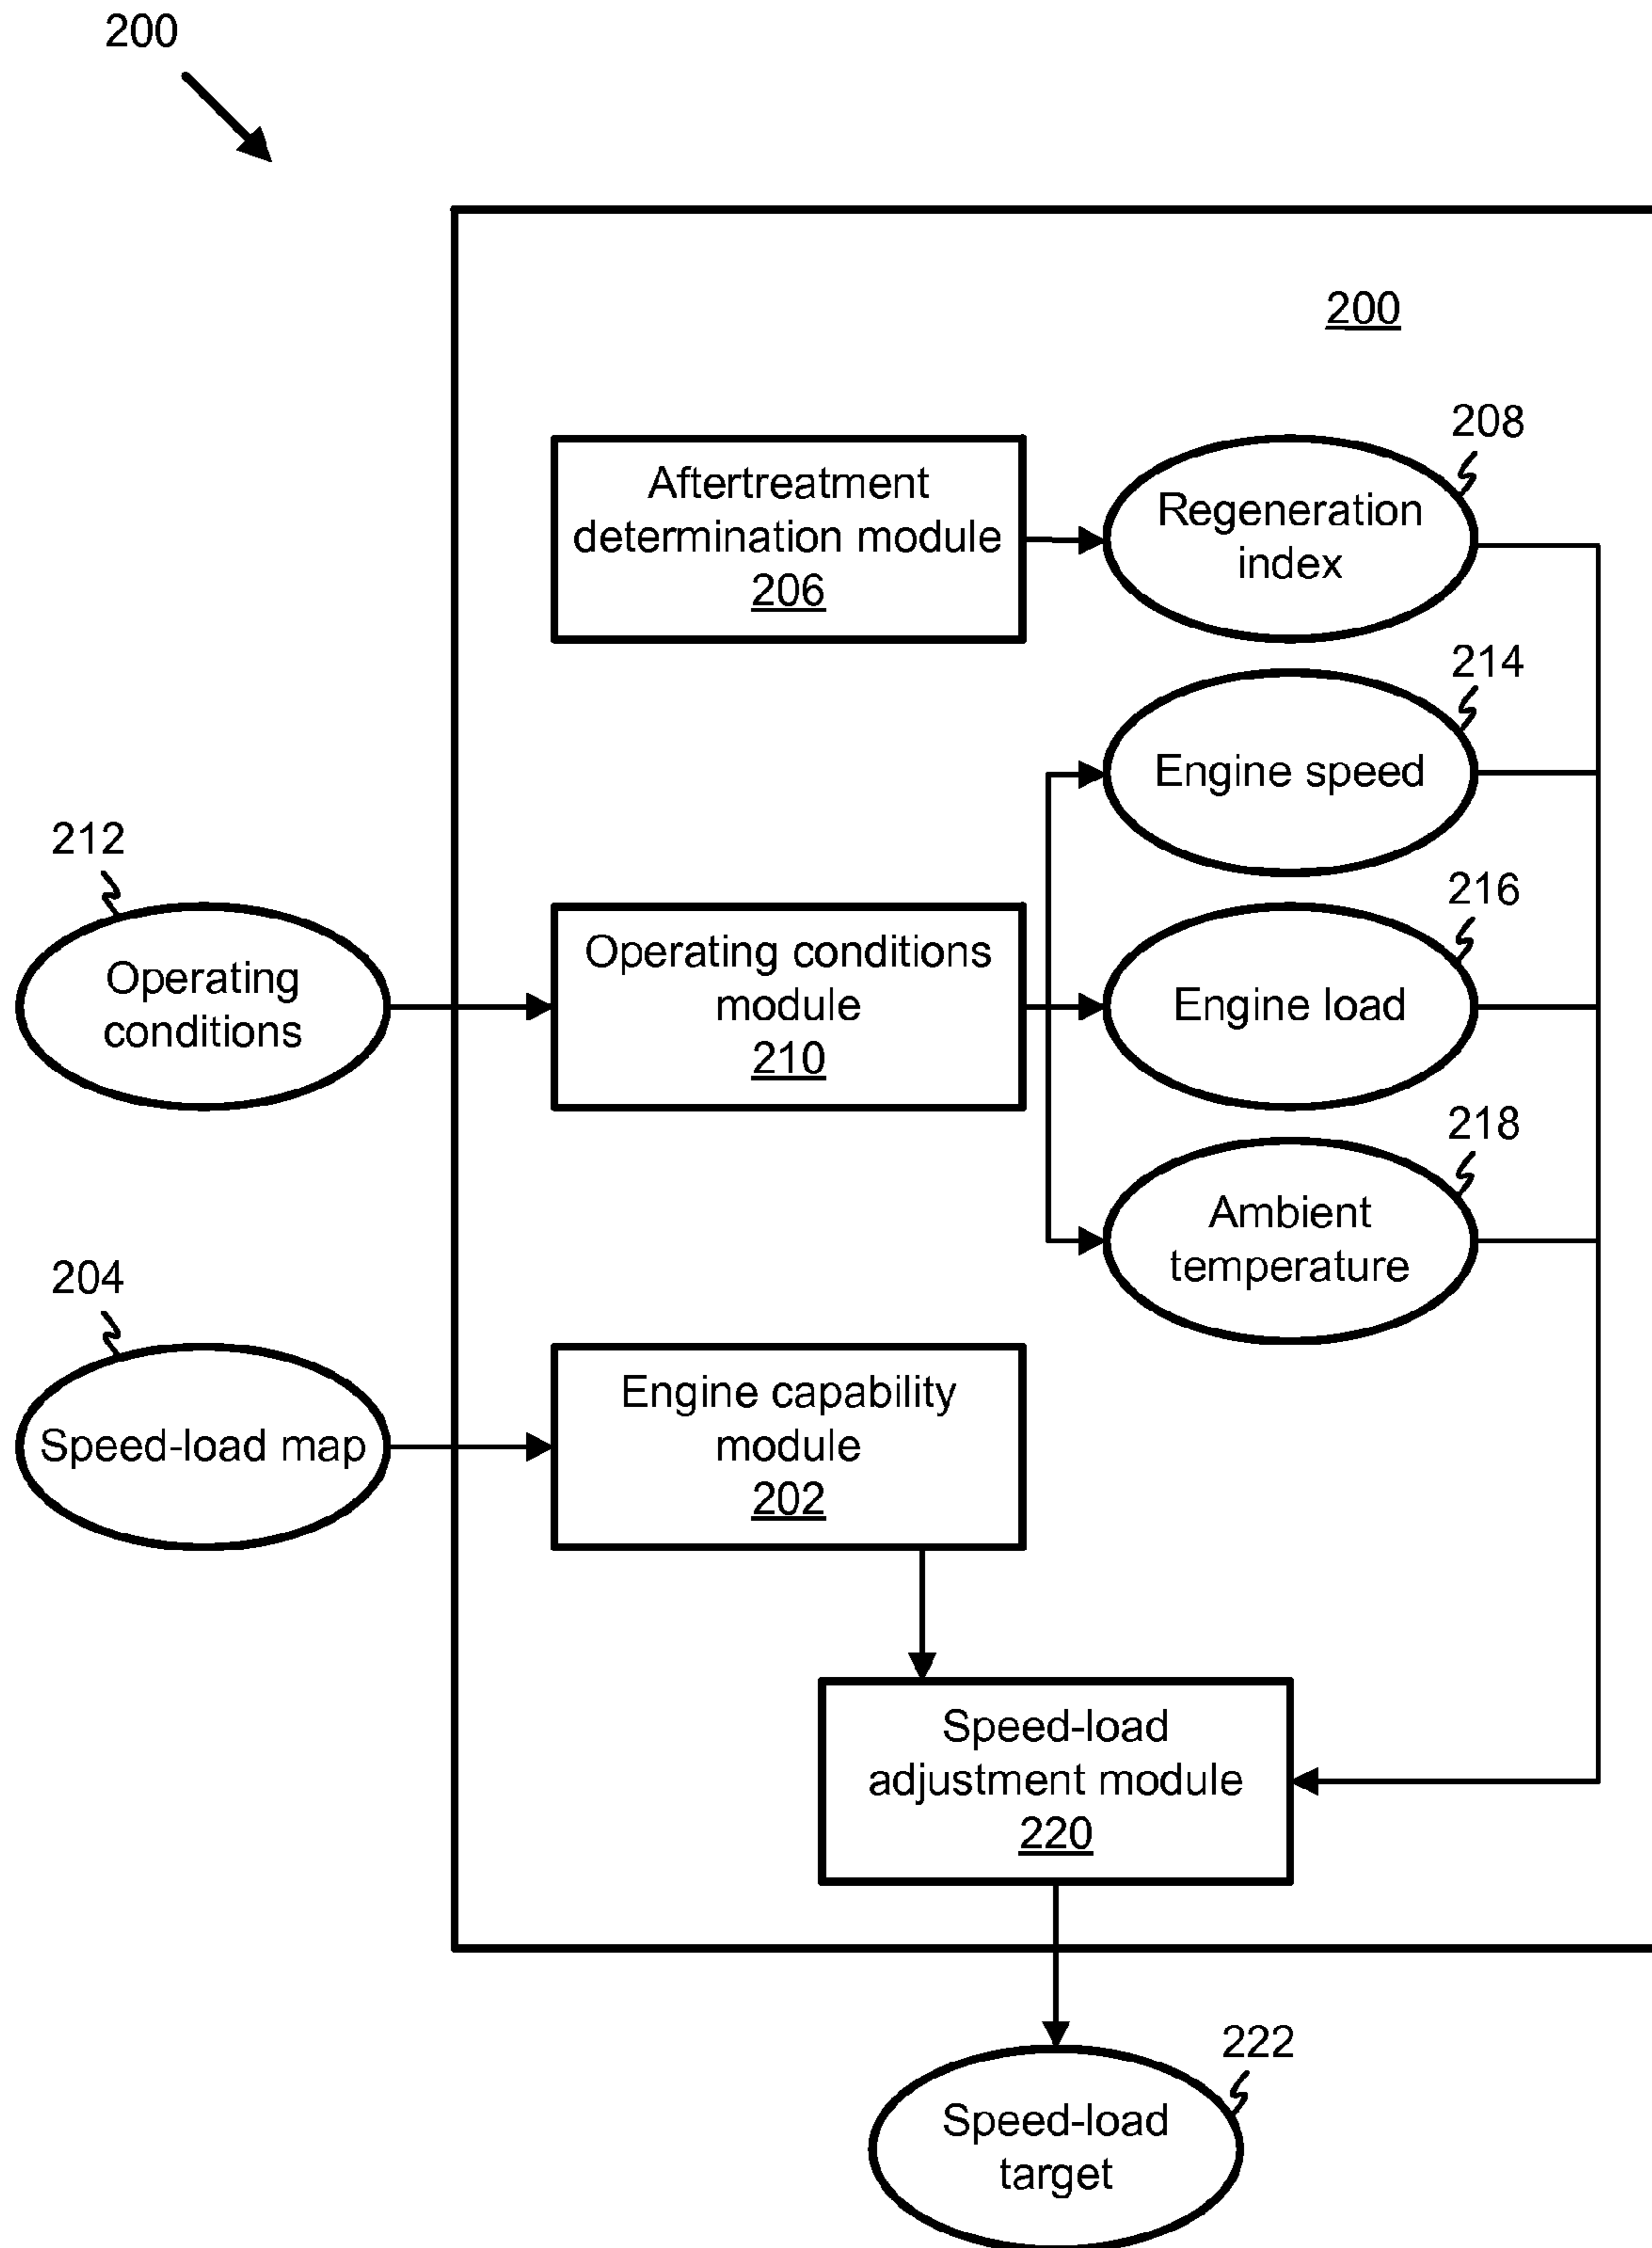 200
200
208
Aftertreatment
determination module
206
Regeneration
index
214
Engine speed
212
216
Operating
conditions
Operating conditions
module
210
Engine load
218
Ambient
temperature
204
Speed-load map
Engine capability
module
202
Speed-load
adjustment module
220
222
Speed-load
target